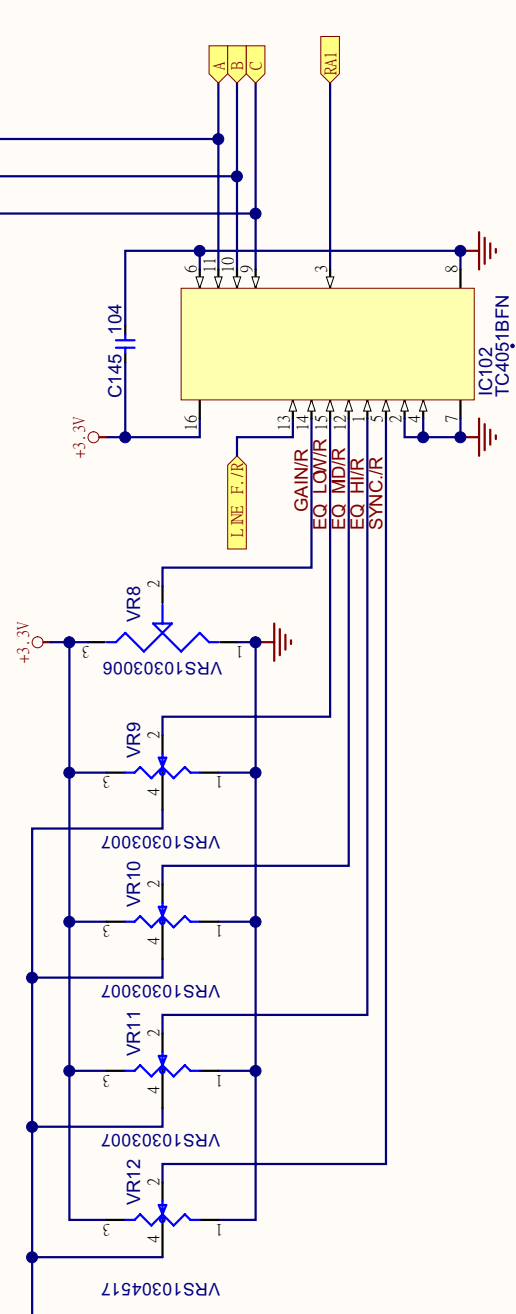 A
B
C
RA1
6
11
10
9
3
8
C145 104
+3.3V
16
13
14
15
12
1
5
2
4
7
IC102
TC4051BFN
LINE F./R
GAIN/R
EQ LOW/R
EQ MD/R
EQ HI/R
SYNC./R
+3.3V
VR8
2
3
1
VRS10303006
VR9
2
3
4
1
VRS10303007
VR10
2
3
4
1
VRS10303007
VR11
2
3
4
1
VRS10303007
VR12
2
3
4
1
VRS10304517